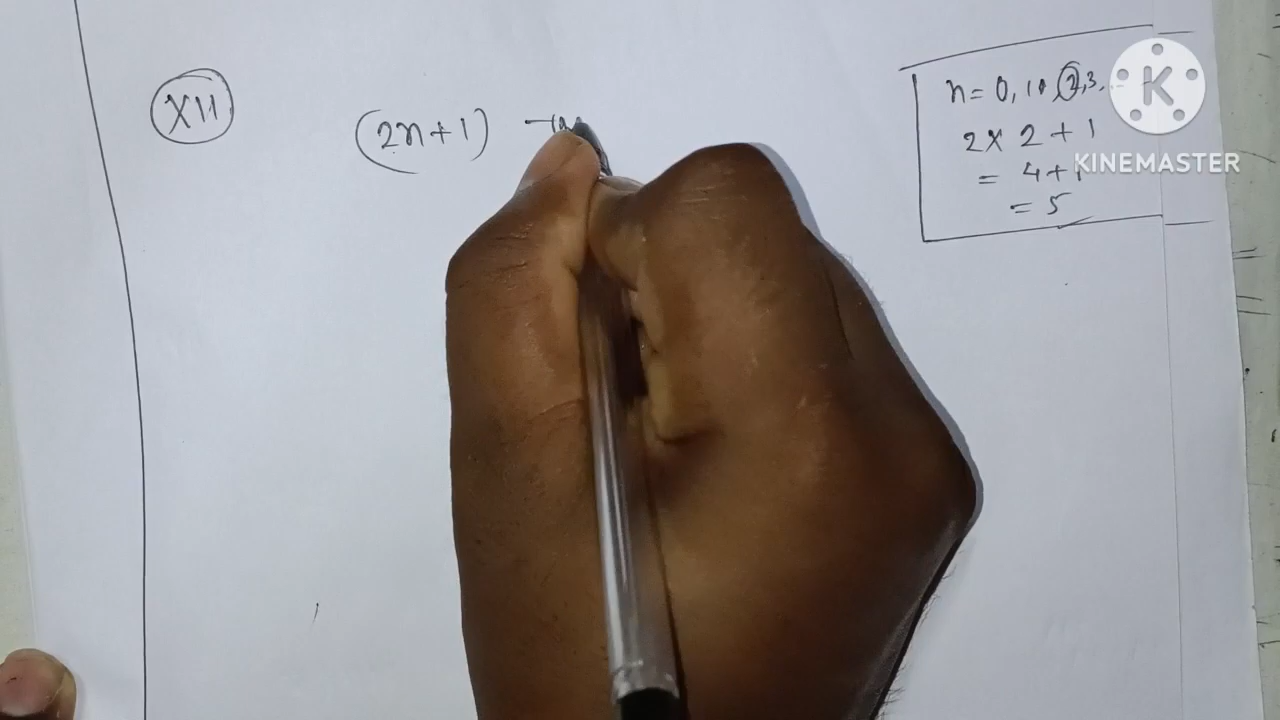 XII
(2n+1)
n = 0, 1, 2, 3, ...
2 × 2 + 1
= 4+1
= 5
K
KINEMASTER